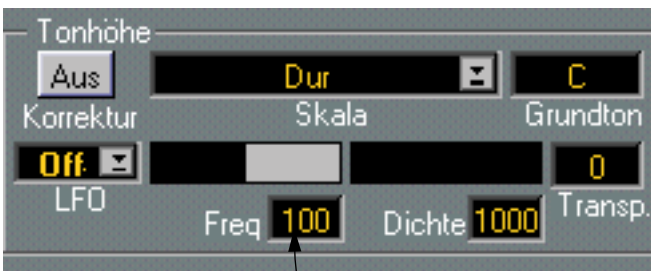 Tonhöhe
Aus Dur C
Korrektur Skala Grundton
Off 0
LFO Transp.
Freq 100 Dichte 1000